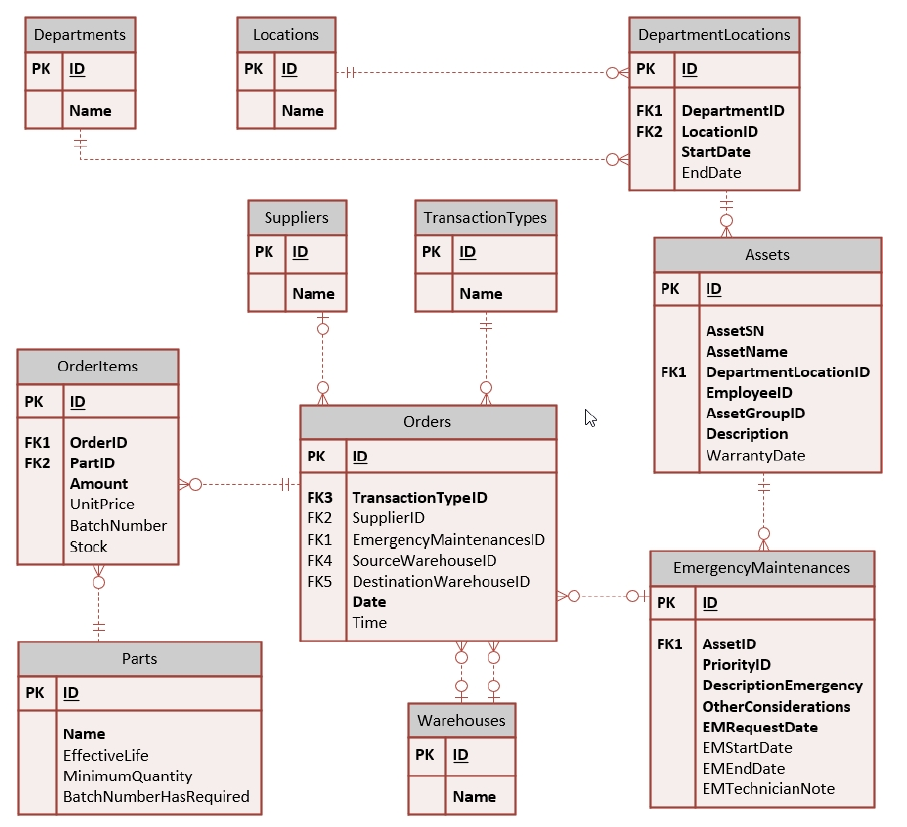 Departments
PK ID
Name
Locations
PK ID
Name
DepartmentLocations
PK ID
FK1 DepartmentID
FK2 LocationID
StartDate
EndDate
Suppliers
PK ID
Name
TransactionTypes
PK ID
Name
Assets
PK ID
AssetSN
AssetName
FK1 DepartmentLocationID
EmployeeID
AssetGroupID
Description
WarrantyDate
OrderItems
PK ID
FK1 OrderID
FK2 PartID
Amount
UnitPrice
BatchNumber
Stock
Orders
PK ID
FK3 TransactionTypeID
FK2 SupplierID
FK1 EmergencyMaintenancesID
FK4 SourceWarehouseID
FK5 DestinationWarehouseID
Date
Time
EmergencyMaintenances
PK ID
FK1 AssetID
PriorityID
DescriptionEmergency
OtherConsiderations
EMRequestDate
EMStartDate
EMEndDate
EMTechnicianNote
Parts
PK ID
Name
EffectiveLife
MinimumQuantity
BatchNumberHasRequired
Warehouses
PK ID
Name